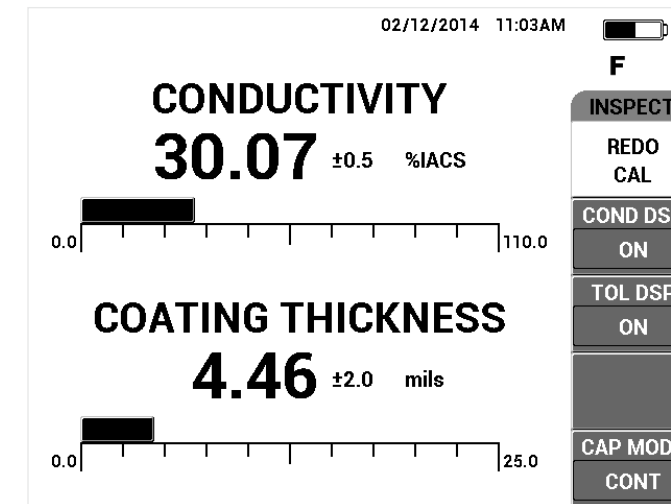 02/12/2014 11:03AM
F
CONDUCTIVITY
30.07 ±0.5 %IACS
0.0 110.0
COATING THICKNESS
4.46 ±2.0 mils
0.0 25.0
INSPECT
REDO
CAL
COND DS
ON
TOL DSP
ON
CAP MOD
CONT